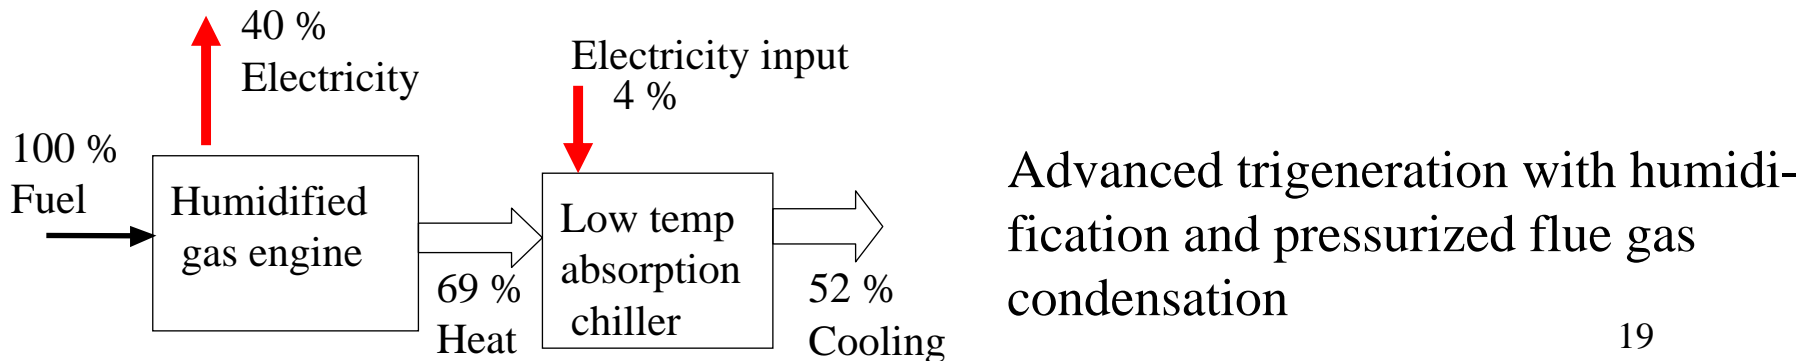 40 %
Electricity
Electricity input
4 %
100 %
Fuel
Humidified
gas engine
69 %
Heat
Low temp
absorption
chiller
52 %
Cooling
Advanced trigeneration with humidi-
fication and pressurized flue gas
condensation
19